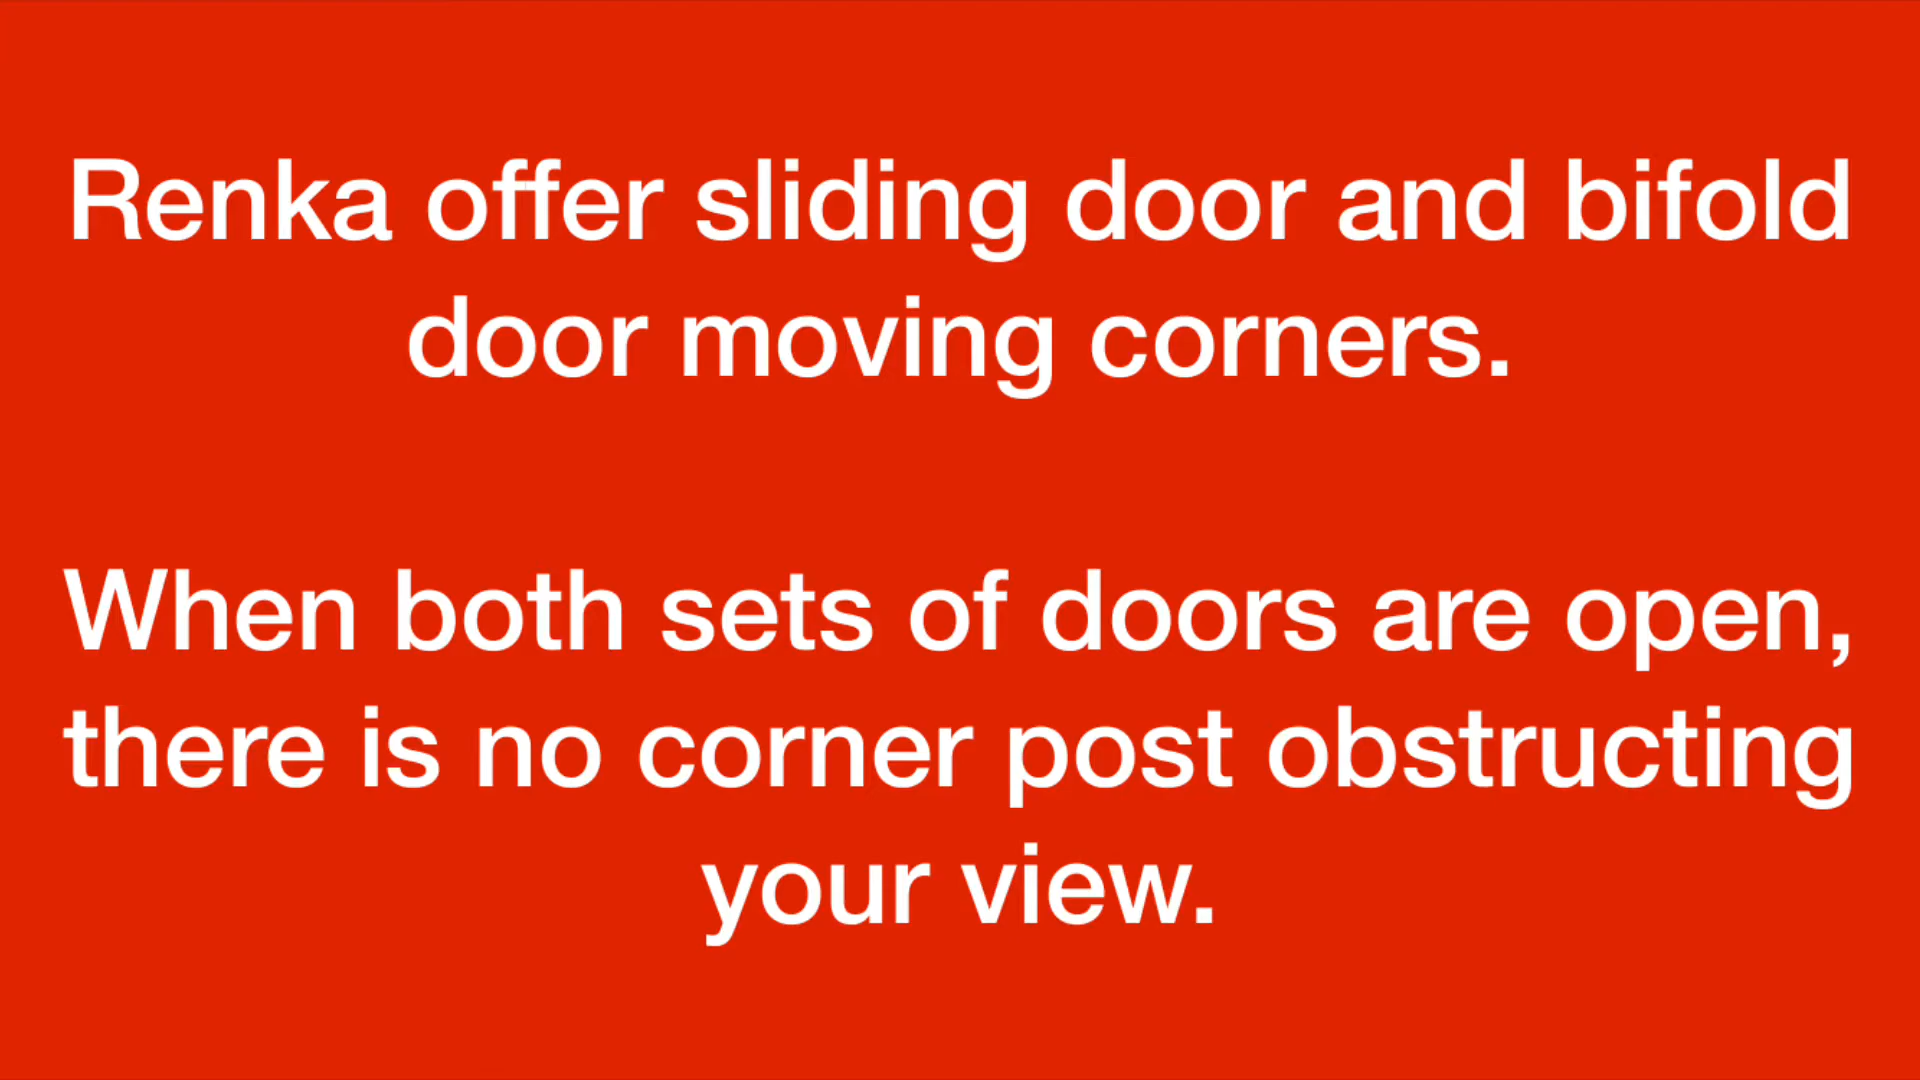 Renka offer sliding door and bifold
door moving corners.
When both sets of doors are open,
there is no corner post obstructing
your view.